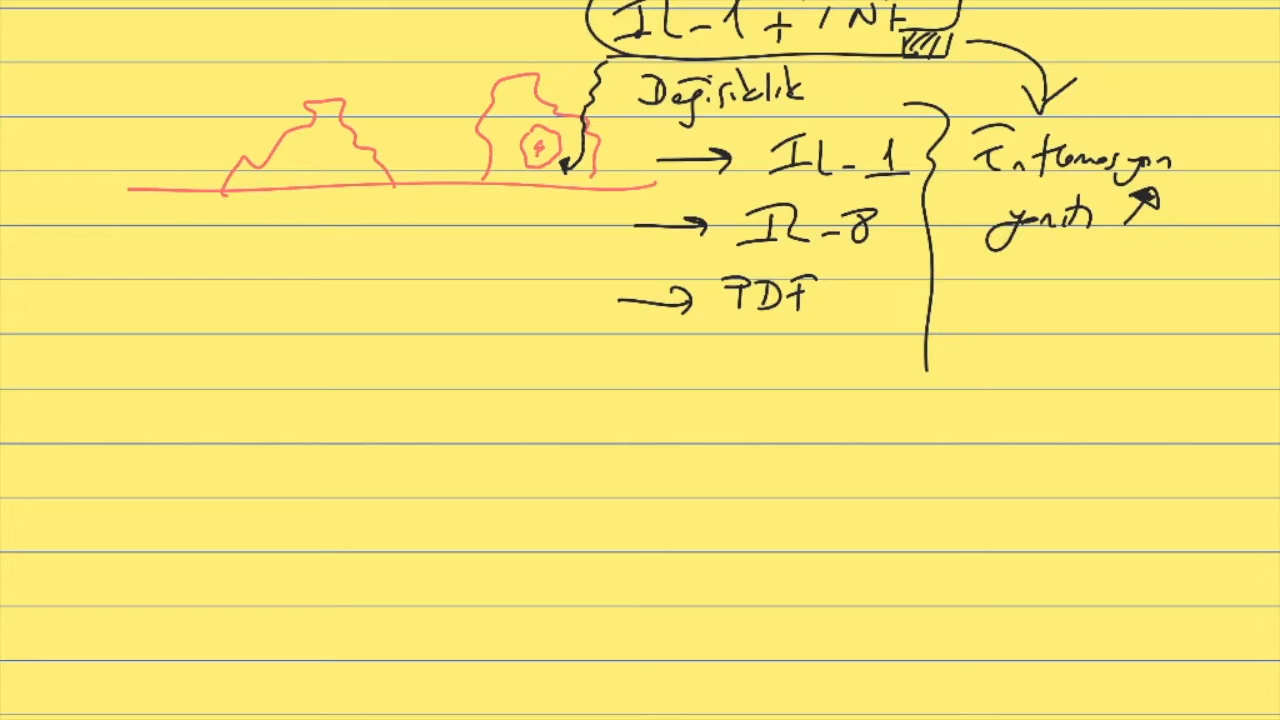 IL-1 + TNF
Değişiklik
→ IL-1
→ IL-8
→ PDF
İnflamasyon
yanıtı ↗